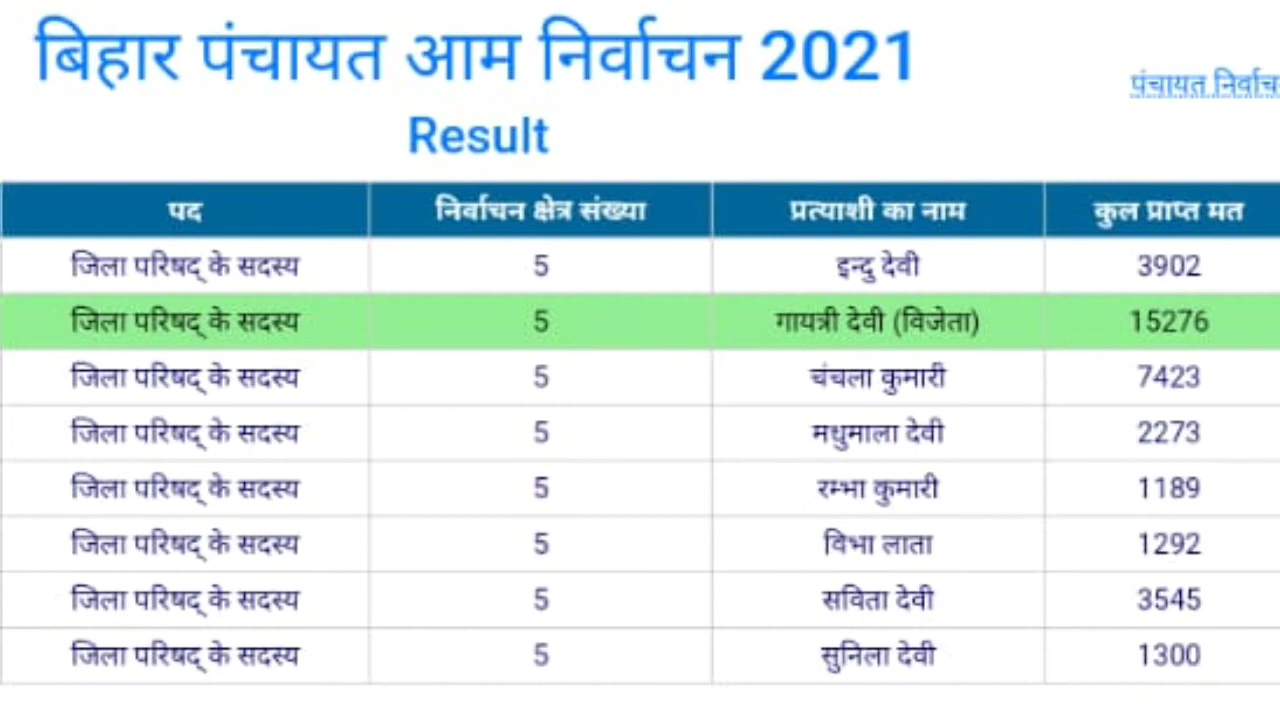 बिहार पंचायत आम निर्वाचन 2021
पंचायत
Result
पद निर्वाचन क्षेत्र संख्या प्रत्याशी का नाम कुल प्राप्त मत
जिला परिषद् के सदस्य 5 इन्दु देवी 3902
जिला परिषद् के सदस्य 5 गायत्री देवी (विजेता) 15276
जिला परिषद् के सदस्य 5 चंचला कुमारी 7423
जिला परिषद् के सदस्य 5 मधुमाला देवी 2273
जिला परिषद् के सदस्य 5 रम्भा कुमारी 1189
जिला परिषद् के सदस्य 5 विभा लाता 1292
जिला परिषद् के सदस्य 5 सविता देवी 3545
जिला परिषद् के सदस्य 5 सुनिला देवी 1300